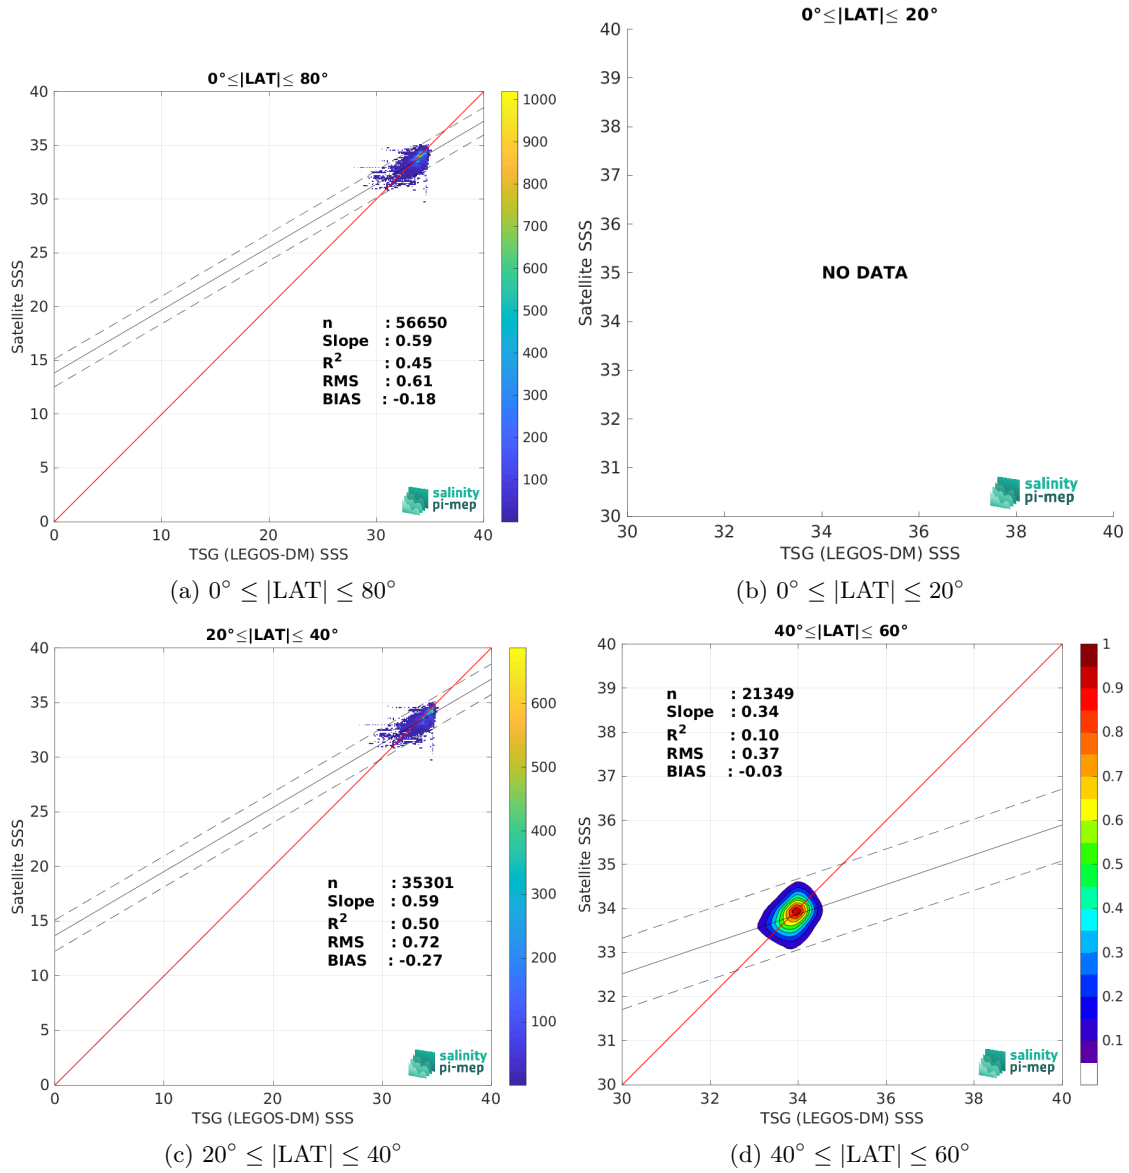 0°≤|LAT|≤ 80°
Satellite SSS
40
35
30
25
20
15
10
5
0
n : 56650
Slope : 0.59
R² : 0.45
RMS : 0.61
BIAS : -0.18
1000
900
800
700
600
500
400
300
200
100
salinity
pi-mep
0 10 20 30 40
TSG (LEGOS-DM) SSS
(a) 0° ≤ |LAT| ≤ 80°
0°≤|LAT|≤ 20°
Satellite SSS
40
39
38
37
36
35
34
33
32
31
30
NO DATA
salinity
pi-mep
30 32 34 36 38 40
TSG (LEGOS-DM) SSS
(b) 0° ≤ |LAT| ≤ 20°
20°≤|LAT|≤ 40°
Satellite SSS
40
35
30
25
20
15
10
5
0
n : 35301
Slope : 0.59
R² : 0.50
RMS : 0.72
BIAS : -0.27
600
500
400
300
200
100
salinity
pi-mep
0 10 20 30 40
TSG (LEGOS-DM) SSS
(c) 20° ≤ |LAT| ≤ 40°
40°≤|LAT|≤ 60°
Satellite SSS
40
39
38
37
36
35
34
33
32
31
30
n : 21349
Slope : 0.34
R² : 0.10
RMS : 0.37
BIAS : -0.03
1
0.9
0.8
0.7
0.6
0.5
0.4
0.3
0.2
0.1
salinity
pi-mep
30 32 34 36 38 40
TSG (LEGOS-DM) SSS
(d) 40° ≤ |LAT| ≤ 60°